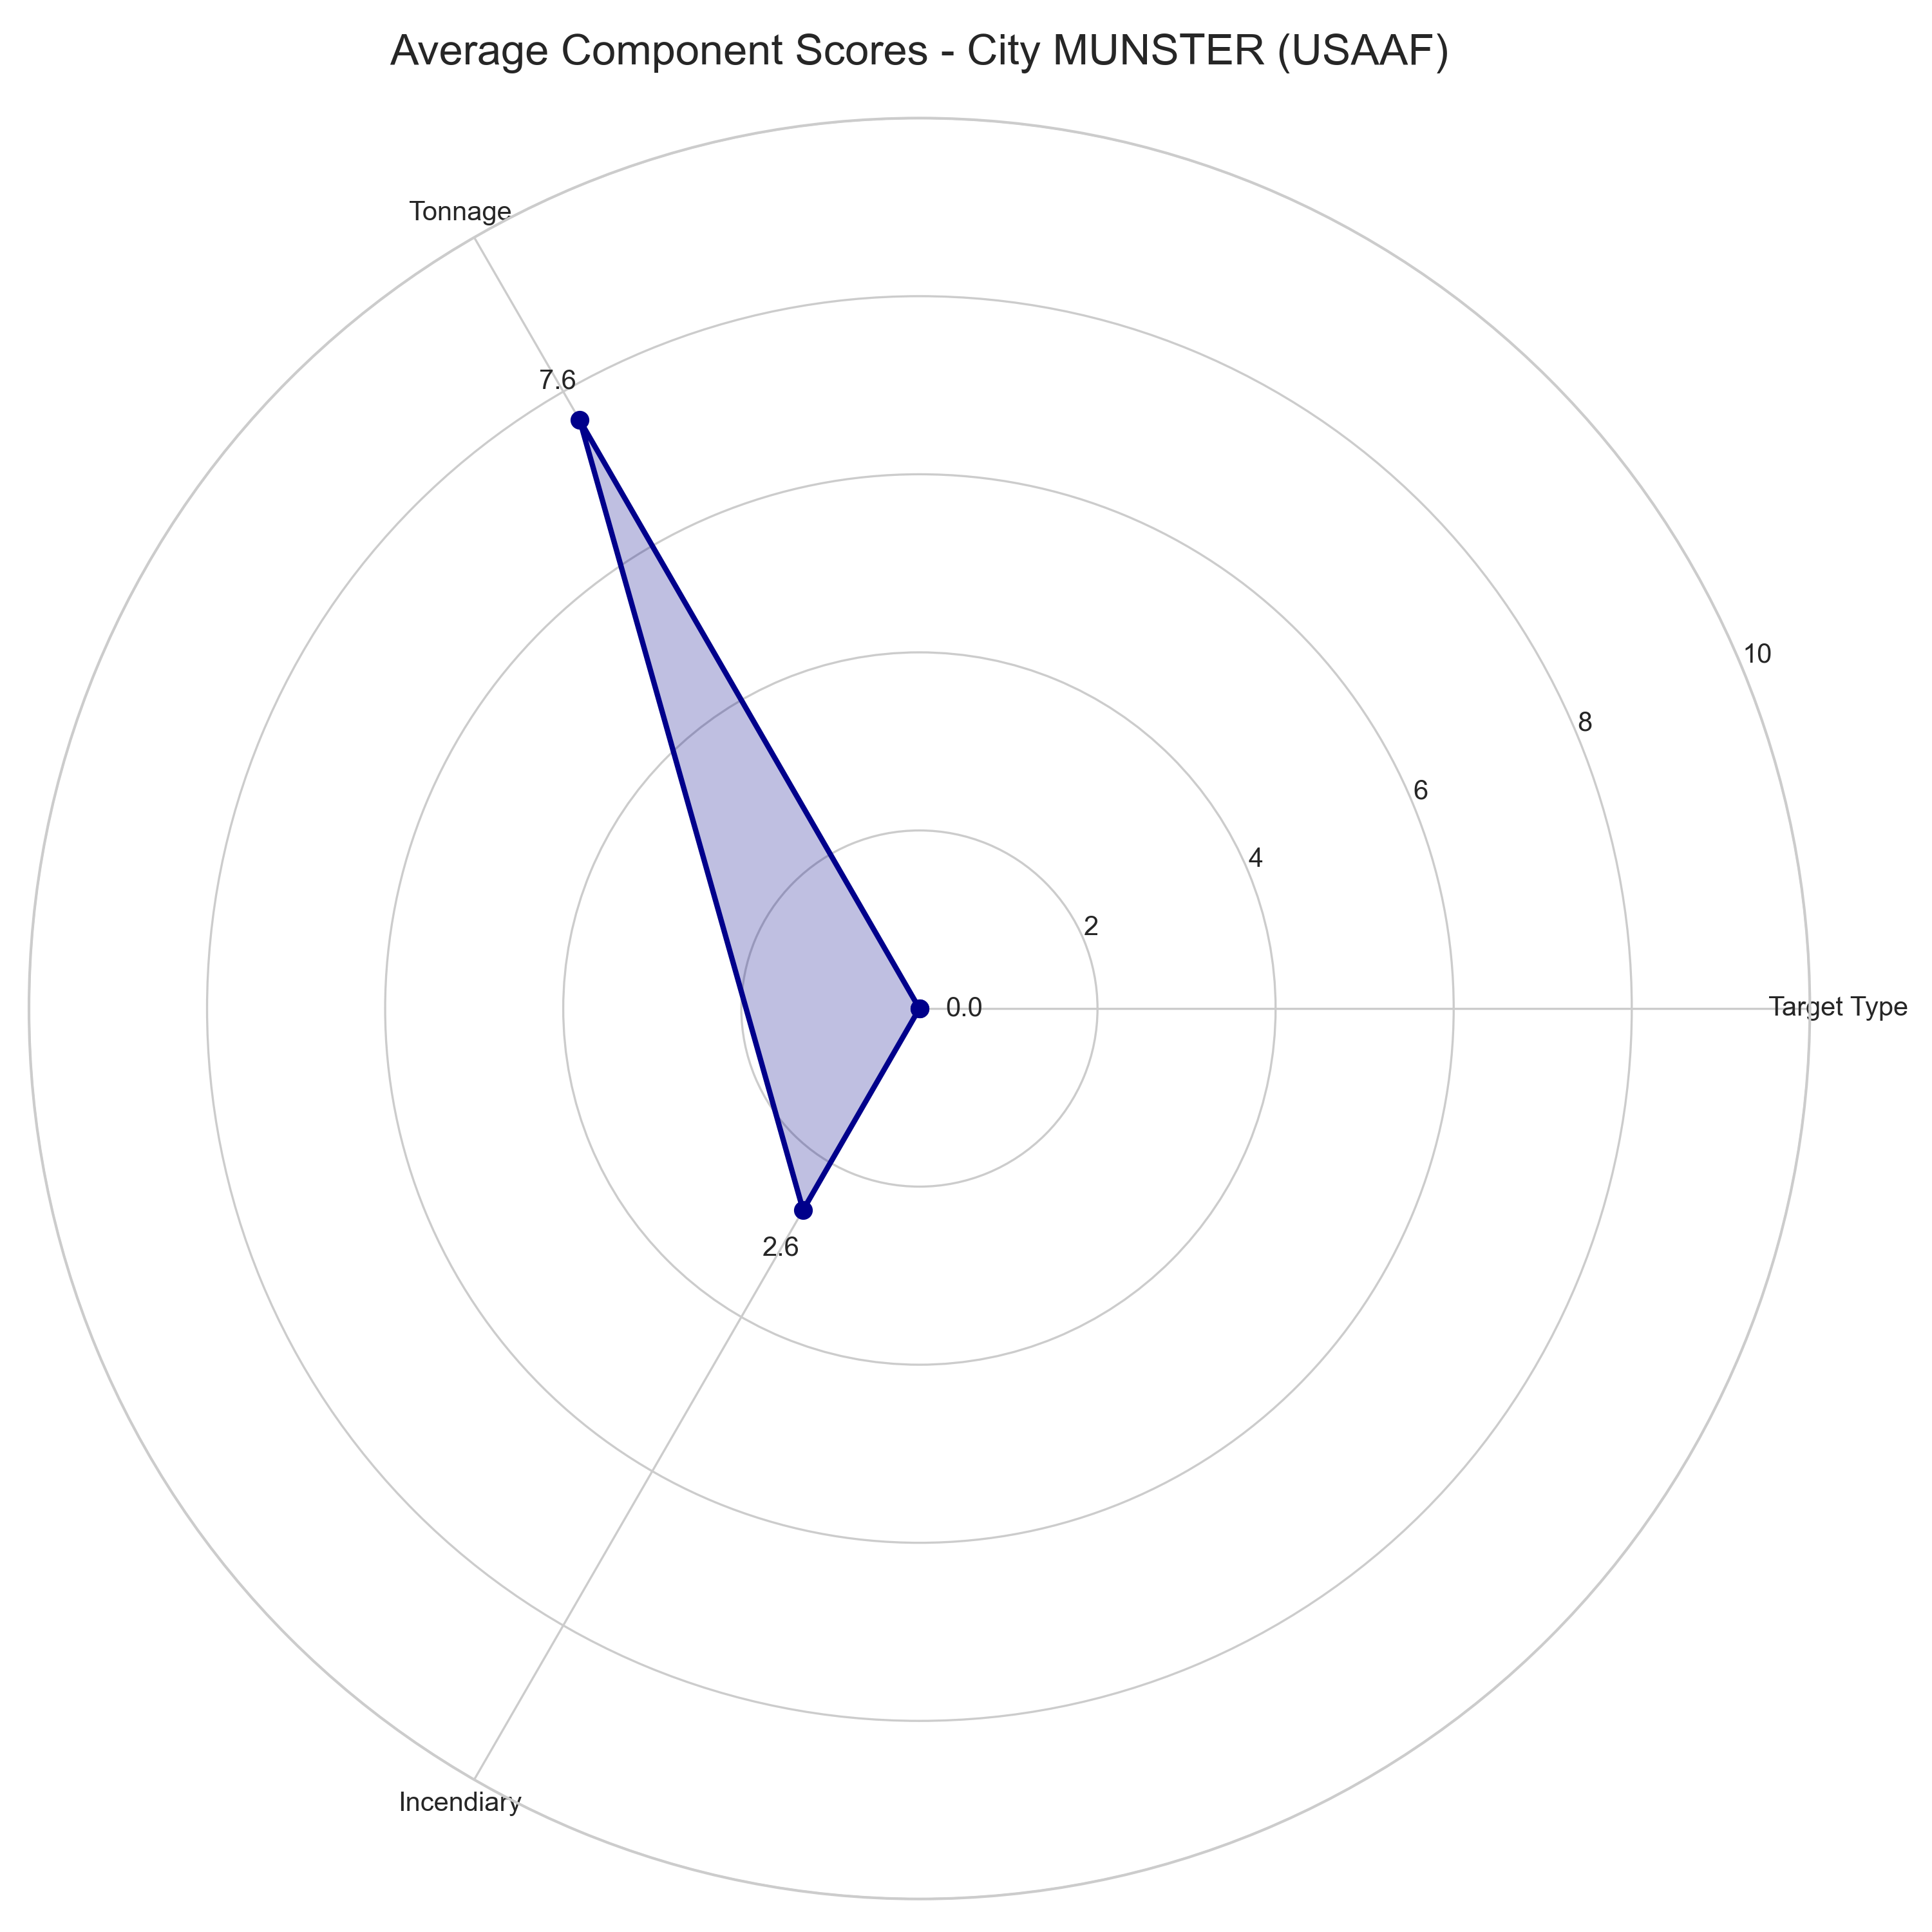 Average Component Scores - City MUNSTER (USAAF)
Tonnage
7.6
10
8
6
4
2
0.0
Target Type
2.6
Incendiary